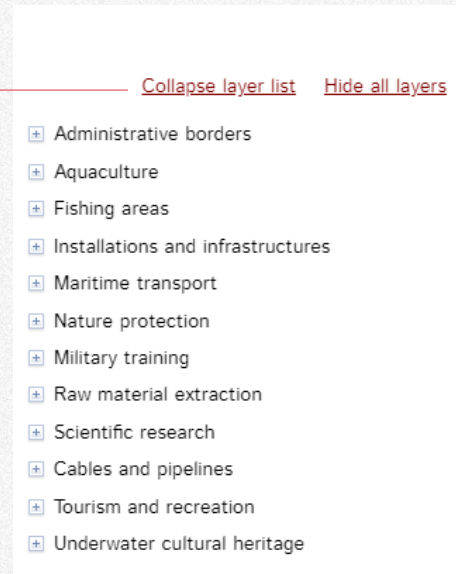 Collapse layer list Hide all layers
Administrative borders
Aquaculture
Fishing areas
Installations and infrastructures
Maritime transport
Nature protection
Military training
Raw material extraction
Scientific research
Cables and pipelines
Tourism and recreation
Underwater cultural heritage